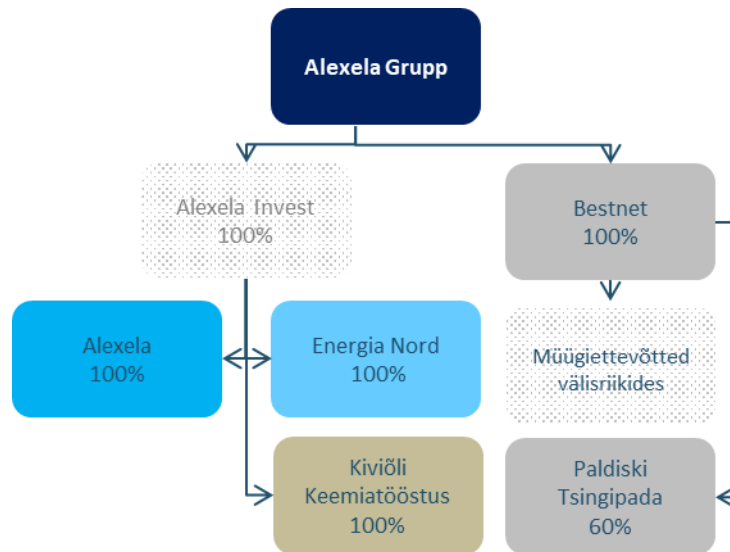 Alexela Grupp
Alexela Invest
100%
Bestnet
100%
Alexela
100%
Energia Nord
100%
Müügiettevõtted
välisriikides
Kiviõli
Keemiatööstus
100%
Paldiski
Tsingipada
60%